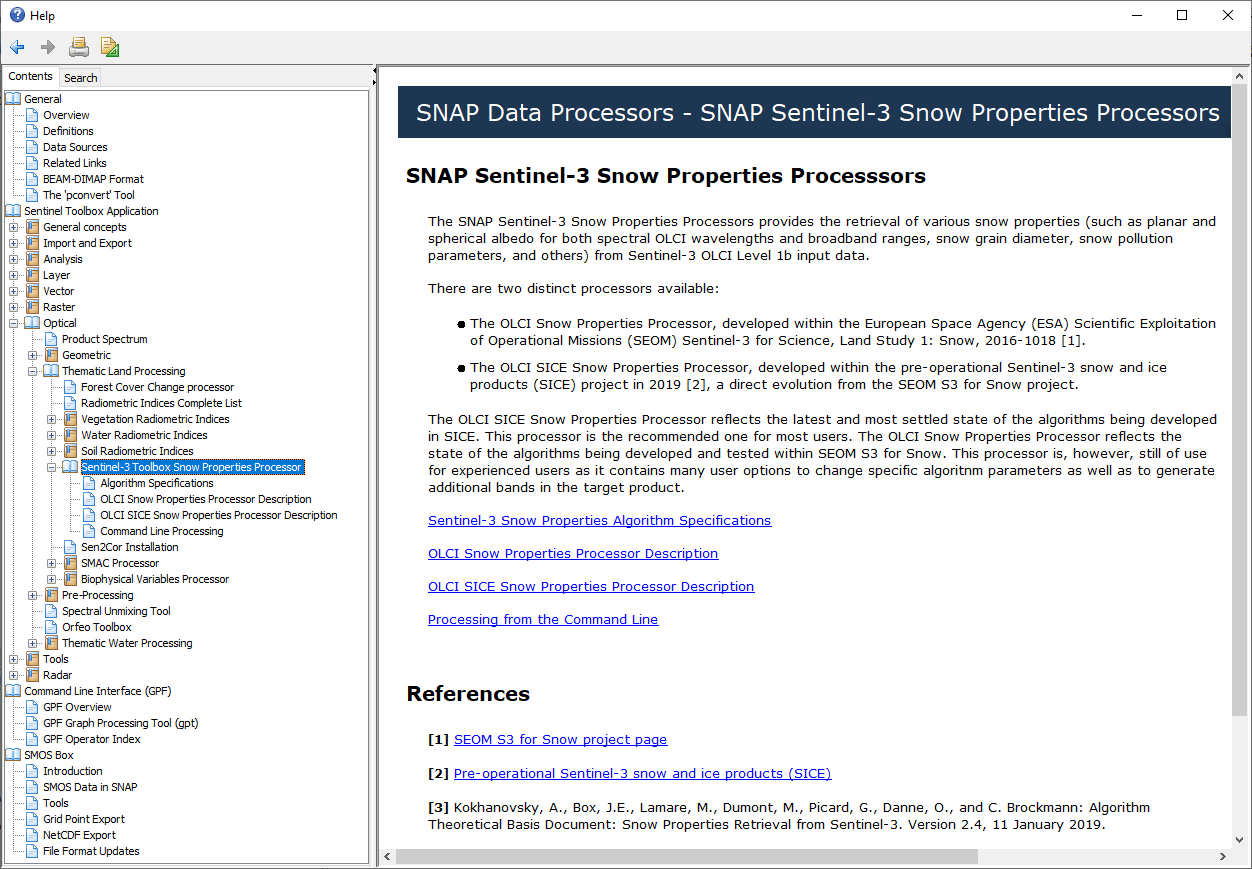 Help
Contents
Search
General
Overview
Definitions
Data Sources
Related Links
BEAM-DIMAP Format
The 'pconvert' Tool
Sentinel Toolbox Application
General concepts
Import and Export
Analysis
Layer
Vector
Raster
Optical
Product Spectrum
Geometric
Thematic Land Processing
Forest Cover Change processor
Radiometric Indices Complete List
Vegetation Radiometric Indices
Water Radiometric Indices
Soil Radiometric Indices
Sentinel-3 Toolbox Snow Properties Processor
Algorithm Specifications
OLCI Snow Properties Processor Description
OLCI SICE Snow Properties Processor Description
Command Line Processing
Sen2Cor Installation
SMAC Processor
Biophysical Variables Processor
Pre-Processing
Spectral Unmixing Tool
Orfeo Toolbox
Thematic Water Processing
Tools
Radar
Command Line Interface (GPF)
GPF Overview
GPF Graph Processing Tool (gpt)
GPF Operator Index
SMOS Box
Introduction
SMOS Data in SNAP
Tools
Grid Point Export
NetCDF Export
File Format Updates
SNAP Data Processors - SNAP Sentinel-3 Snow Properties Processors
SNAP Sentinel-3 Snow Properties Processsors
The SNAP Sentinel-3 Snow Properties Processors provides the retrieval of various snow properties (such as planar and
spherical albedo for both spectral OLCI wavelengths and broadband ranges, snow grain diameter, snow pollution
parameters, and others) from Sentinel-3 OLCI Level 1b input data.
There are two distinct processors available:
● The OLCI Snow Properties Processor, developed within the European Space Agency (ESA) Scientific Exploitation
of Operational Missions (SEOM) Sentinel-3 for Science, Land Study 1: Snow, 2016-1018 [1].
● The OLCI SICE Snow Properties Processor, developed within the pre-operational Sentinel-3 snow and ice
products (SICE) project in 2019 [2], a direct evolution from the SEOM S3 for Snow project.
The OLCI SICE Snow Properties Processor reflects the latest and most settled state of the algorithms being developed
in SICE. This processor is the recommended one for most users. The OLCI Snow Properties Processor reflects the
state of the algorithms being developed and tested within SEOM S3 for Snow. This processor is, however, still of use
for experienced users as it contains many user options to change specific algoritnm parameters as well as to generate
additional bands in the target product.
Sentinel-3 Snow Properties Algorithm Specifications
OLCI Snow Properties Processor Description
OLCI SICE Snow Properties Processor Description
Processing from the Command Line
References
[1] SEOM S3 for Snow project page
[2] Pre-operational Sentinel-3 snow and ice products (SICE)
[3] Kokhanovsky, A., Box, J.E., Lamare, M., Dumont, M., Picard, G., Danne, O., and C. Brockmann: Algorithm
Theoretical Basis Document: Snow Properties Retrieval from Sentinel-3. Version 2.4, 11 January 2019.